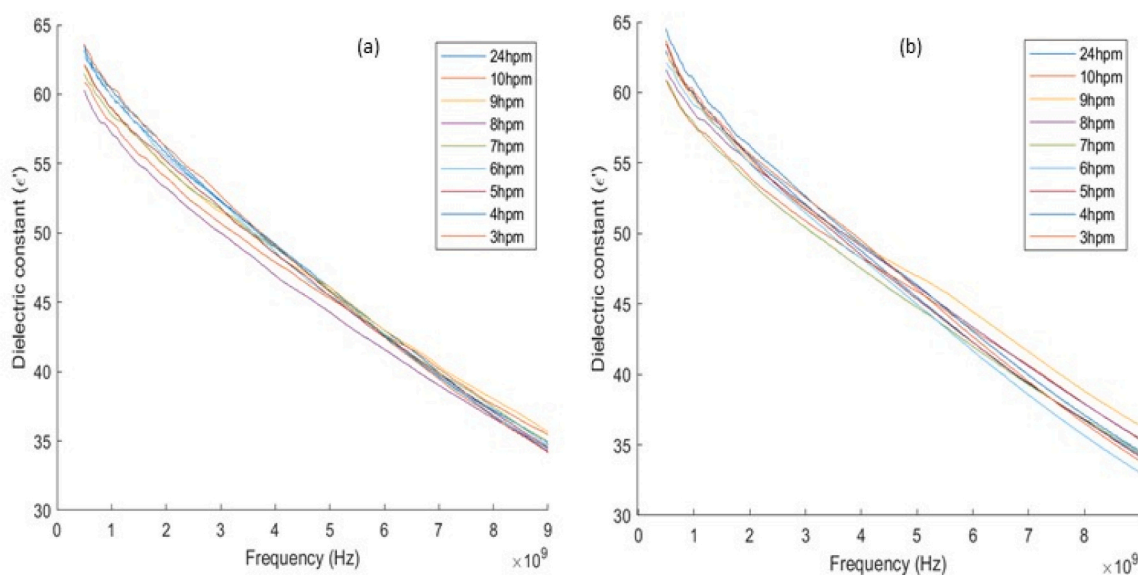 (a)
65
60
55
50
45
40
35
30
Dielectric constant (ϵ')
24hpm
10hpm
9hpm
8hpm
7hpm
6hpm
5hpm
4hpm
3hpm
0 1 2 3 4 5 6 7 8 9
Frequency (Hz)
×10⁹
(b)
65
60
55
50
45
40
35
30
Dielectric constant (ϵ')
24hpm
10hpm
9hpm
8hpm
7hpm
6hpm
5hpm
4hpm
3hpm
0 1 2 3 4 5 6 7 8
Frequency (Hz)
×10⁹